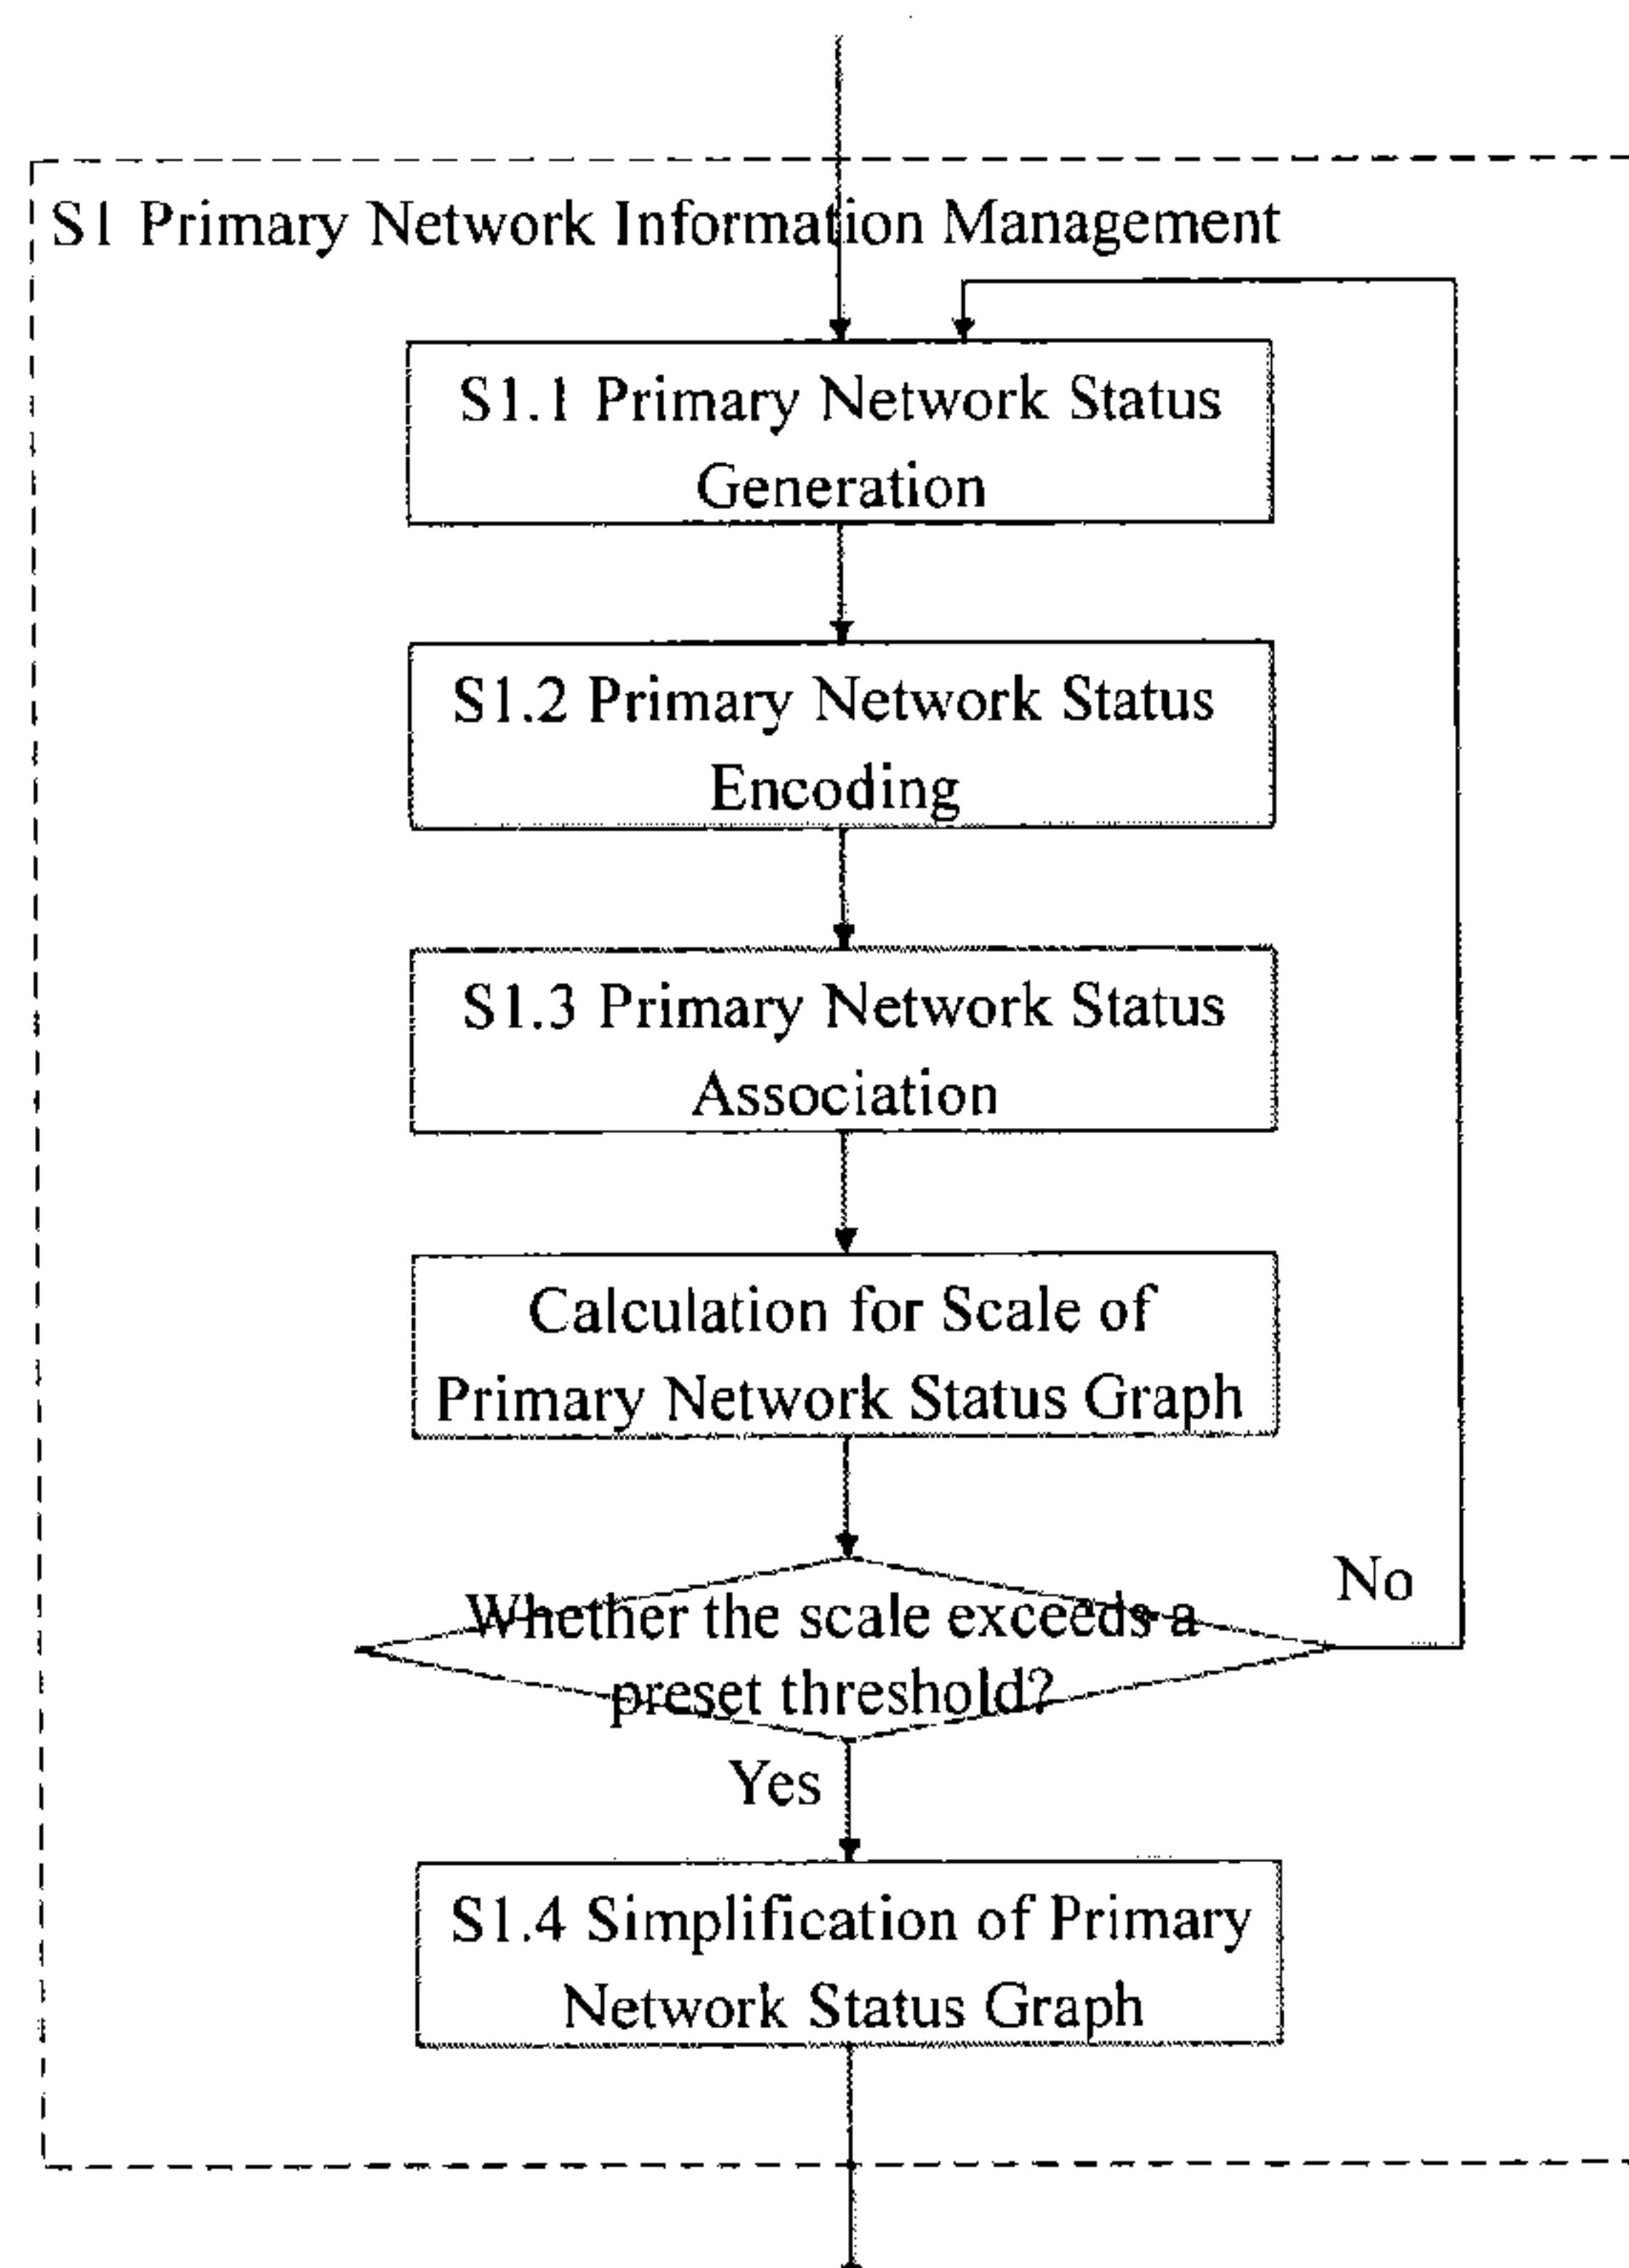 S1 Primary Network Information Management
S1.1 Primary Network Status
Generation
S1.2 Primary Network Status
Encoding
S1.3 Primary Network Status
Association
Calculation for Scale of
Primary Network Status Graph
Whether the scale exceeds a
preset threshold?
No
Yes
S1.4 Simplification of Primary
Network Status Graph